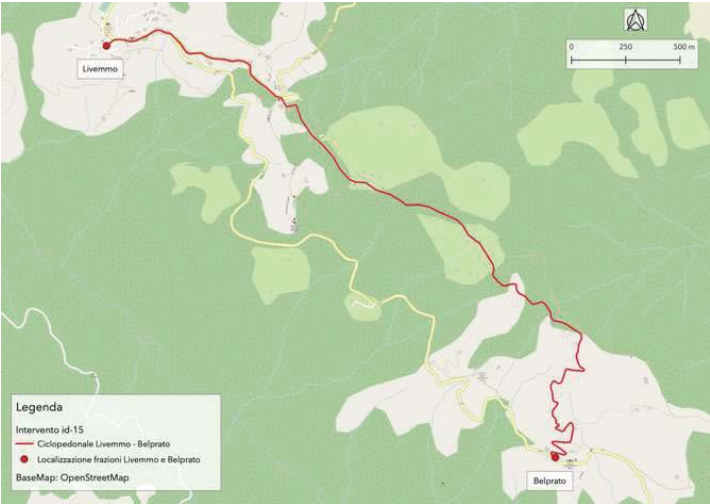 0 250 500 m
Livemmo
Belprato
Legenda
Intervento id-15
Ciclopedonale Livemmo - Belprato
Localizzazione frazioni Livemmo e Belprato
BaseMap: OpenStreetMap